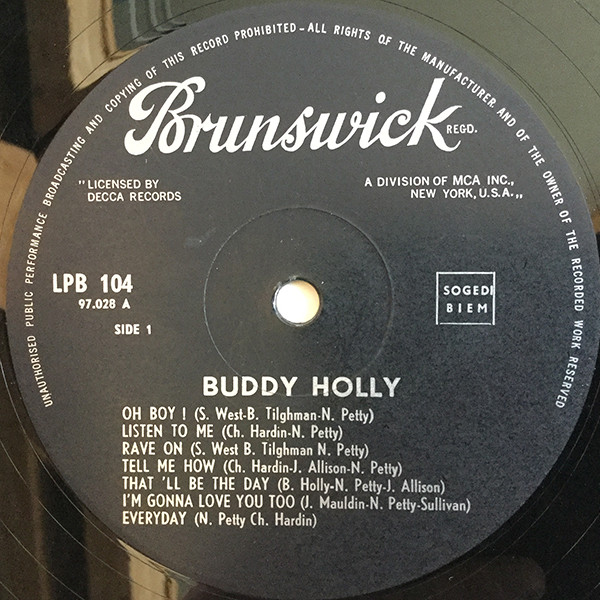 UNAUTHORISED PUBLIC PERFORMANCE BROADCASTING AND COPYING OF THIS RECORD PROHIBITED - ALL RIGHTS OF THE MANUFACTURER AND OF THE OWNER OF THE RECORDED WORK RESERVED
Brunswick REGD.
"LICENSED BY
DECCA RECORDS
A DIVISION OF MCA INC.,
NEW YORK, U.S.A.,,
LPB 104
97.028 A
SIDE 1
SOGEDI
BIEM
BUDDY HOLLY
OH BOY ! (S. West-B. Tilghman-N. Petty)
LISTEN TO ME (Ch. Hardin-N. Petty)
RAVE ON (S. West B. Tilghman N. Petty)
TELL ME HOW (Ch. Hardin-J. Allison-N. Petty)
THAT 'LL BE THE DAY (B. Holly-N. Petty-J. Allison)
I'M GONNA LOVE YOU TOO (J. Mauldin-N. Petty-Sullivan)
EVERYDAY (N. Petty Ch. Hardin)